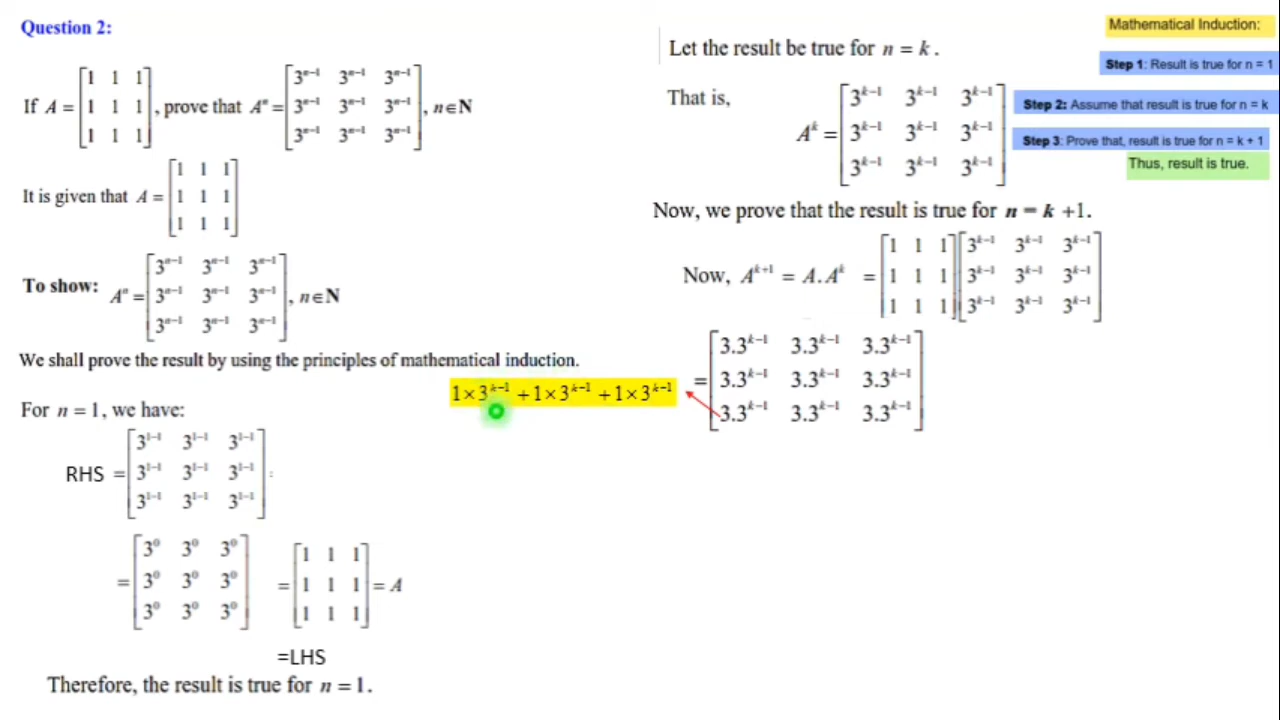 Question 2:
If A = [1 1 1
1 1 1
1 1 1], prove that Aⁿ = [3ⁿ⁻¹ 3ⁿ⁻¹ 3ⁿ⁻¹
3ⁿ⁻¹ 3ⁿ⁻¹ 3ⁿ⁻¹
3ⁿ⁻¹ 3ⁿ⁻¹ 3ⁿ⁻¹], n∈N
It is given that A = [1 1 1
1 1 1
1 1 1]
To show: Aⁿ = [3ⁿ⁻¹ 3ⁿ⁻¹ 3ⁿ⁻¹
3ⁿ⁻¹ 3ⁿ⁻¹ 3ⁿ⁻¹
3ⁿ⁻¹ 3ⁿ⁻¹ 3ⁿ⁻¹], n∈N
We shall prove the result by using the principles of mathematical induction.
For n = 1, we have:
RHS = [3¹⁻¹ 3¹⁻¹ 3¹⁻¹
3¹⁻¹ 3¹⁻¹ 3¹⁻¹
3¹⁻¹ 3¹⁻¹ 3¹⁻¹]
= [3⁰ 3⁰ 3⁰
3⁰ 3⁰ 3⁰
3⁰ 3⁰ 3⁰] = [1 1 1
1 1 1
1 1 1] = A
=LHS
Therefore, the result is true for n = 1.
Let the result be true for n = k.
That is,
Aᵏ = [3ᵏ⁻¹ 3ᵏ⁻¹ 3ᵏ⁻¹
3ᵏ⁻¹ 3ᵏ⁻¹ 3ᵏ⁻¹
3ᵏ⁻¹ 3ᵏ⁻¹ 3ᵏ⁻¹]
Now, we prove that the result is true for n = k +1.
Now, Aᵏ⁺¹ = A.Aᵏ = [1 1 1
1 1 1
1 1 1] [3ᵏ⁻¹ 3ᵏ⁻¹ 3ᵏ⁻¹
3ᵏ⁻¹ 3ᵏ⁻¹ 3ᵏ⁻¹
3ᵏ⁻¹ 3ᵏ⁻¹ 3ᵏ⁻¹]
= [3.3ᵏ⁻¹ 3.3ᵏ⁻¹ 3.3ᵏ⁻¹
3.3ᵏ⁻¹ 3.3ᵏ⁻¹ 3.3ᵏ⁻¹
3.3ᵏ⁻¹ 3.3ᵏ⁻¹ 3.3ᵏ⁻¹]
1×3ᵏ⁻¹ +1×3ᵏ⁻¹ +1×3ᵏ⁻¹
Mathematical Induction:
Step 1: Result is true for n = 1
Step 2: Assume that result is true for n = k
Step 3: Prove that, result is true for n = k + 1
Thus, result is true.